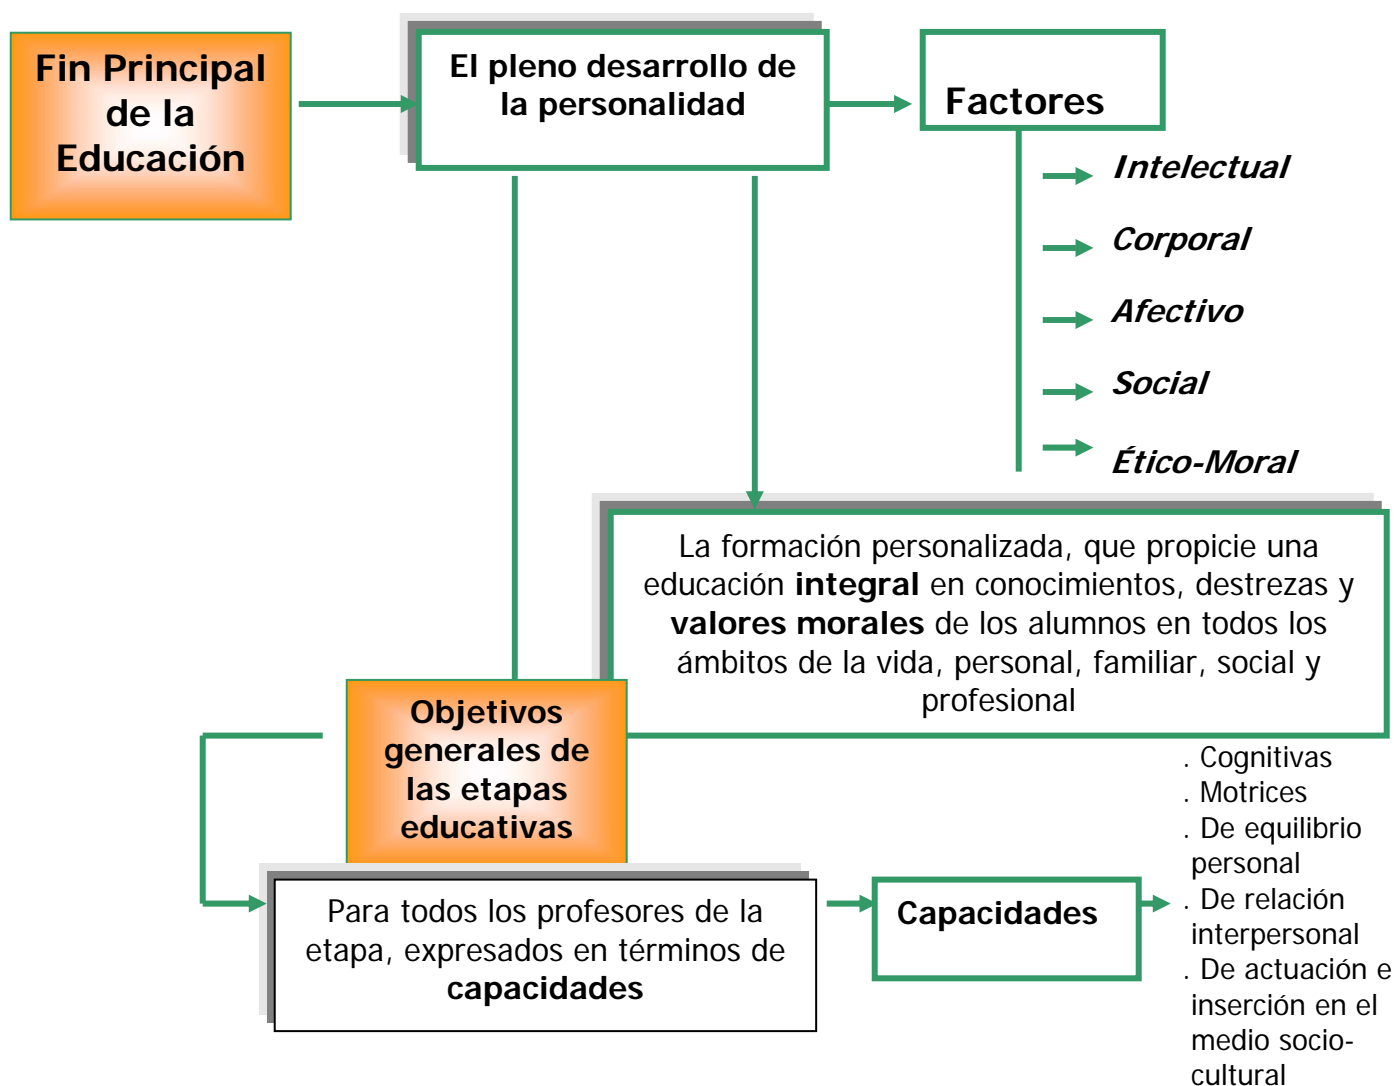 Fin Principal
de la
Educación
El pleno desarrollo de
la personalidad
Factores
Intelectual
Corporal
Afectivo
Social
Ético-Moral
La formación personalizada, que propicie una
educación integral en conocimientos, destrezas y
valores morales de los alumnos en todos los
ámbitos de la vida, personal, familiar, social y
profesional
Objetivos
generales de
las etapas
educativas
Para todos los profesores de la
etapa, expresados en términos de
capacidades
Capacidades
. Cognitivas
. Motrices
. De equilibrio
personal
. De relación
interpersonal
. De actuación e
inserción en el
medio socio-
cultural